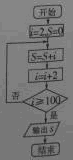 开始
i=2,S=0
S=S+i
i=i+2
否
i≥100
是
输出S
结束